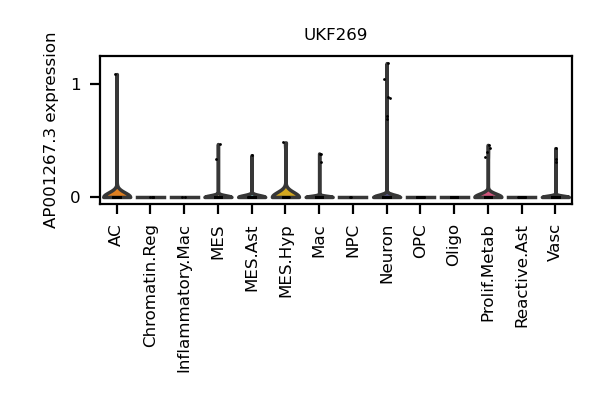 UKF269
AP001267.3 expression
1
0
AC
Chromatin.Reg
Inflammatory.Mac
MES
MES.Ast
MES.Hyp
Mac
NPC
Neuron
OPC
Oligo
Prolif.Metab
Reactive.Ast
Vasc